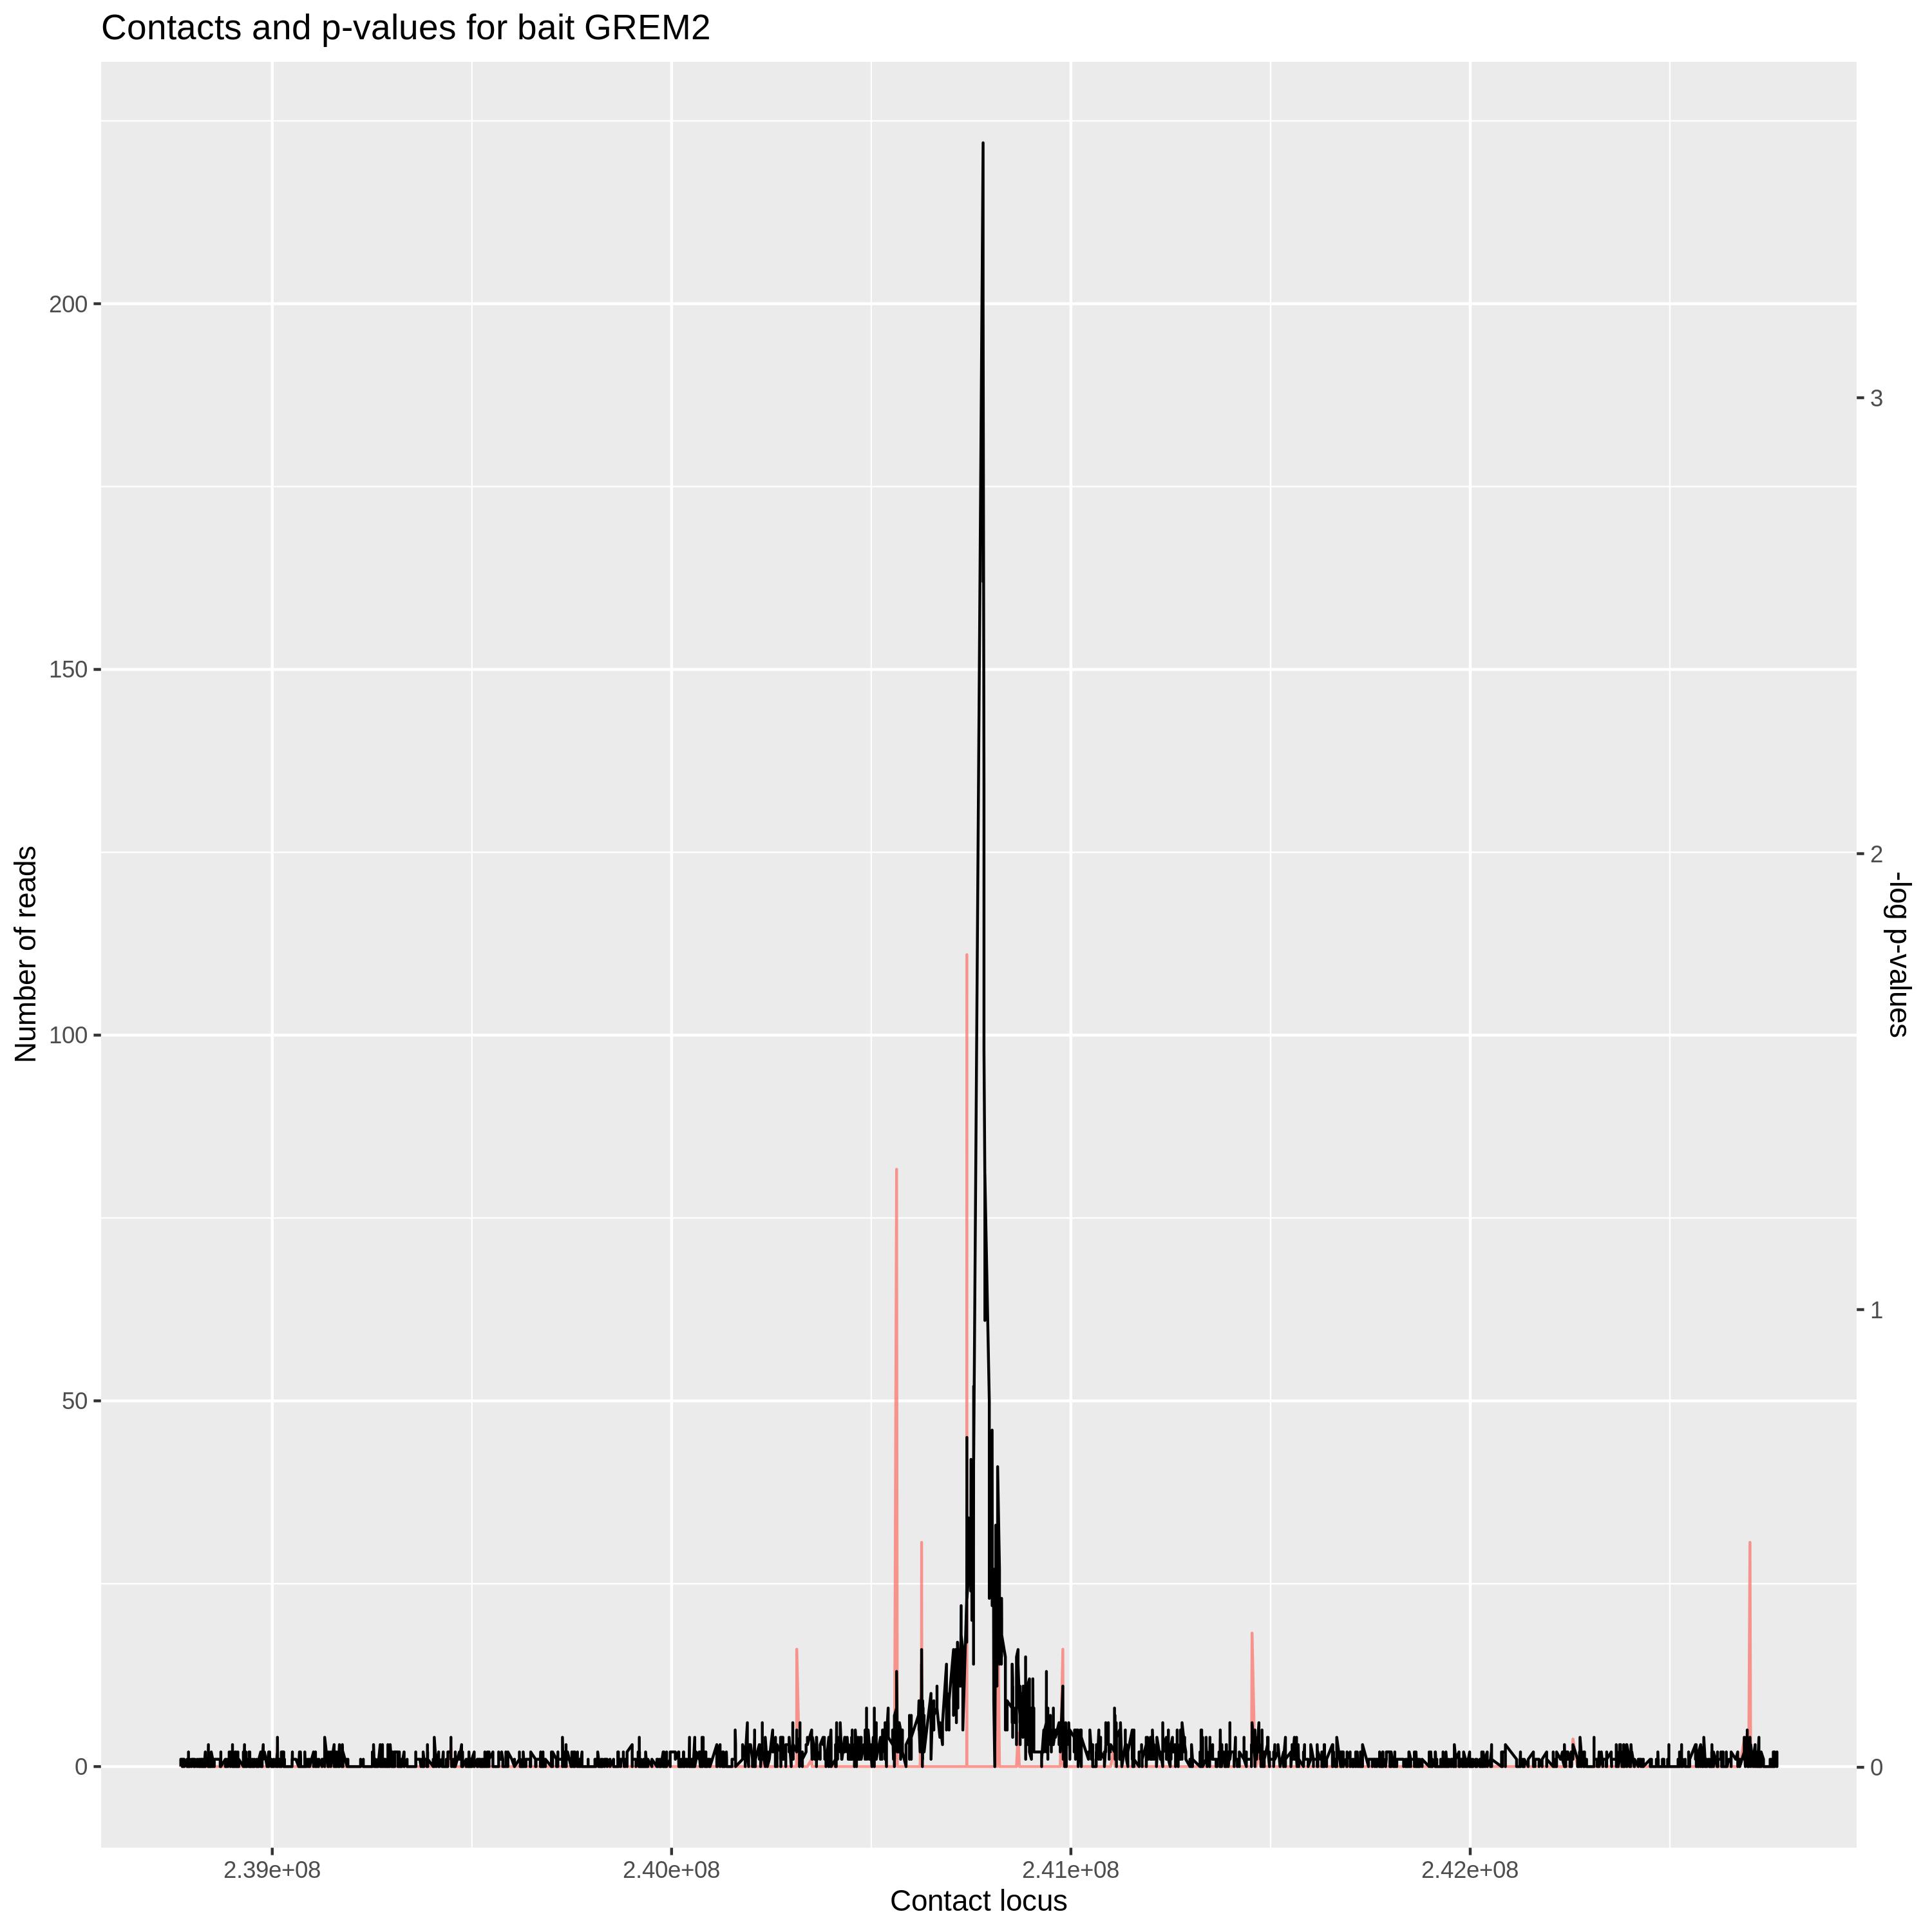 Contacts and p-values for bait GREM2
Number of reads
200
150
100
50
0
3
2
1
0
-log p-values
2.39e+08
2.40e+08
2.41e+08
2.42e+08
Contact locus